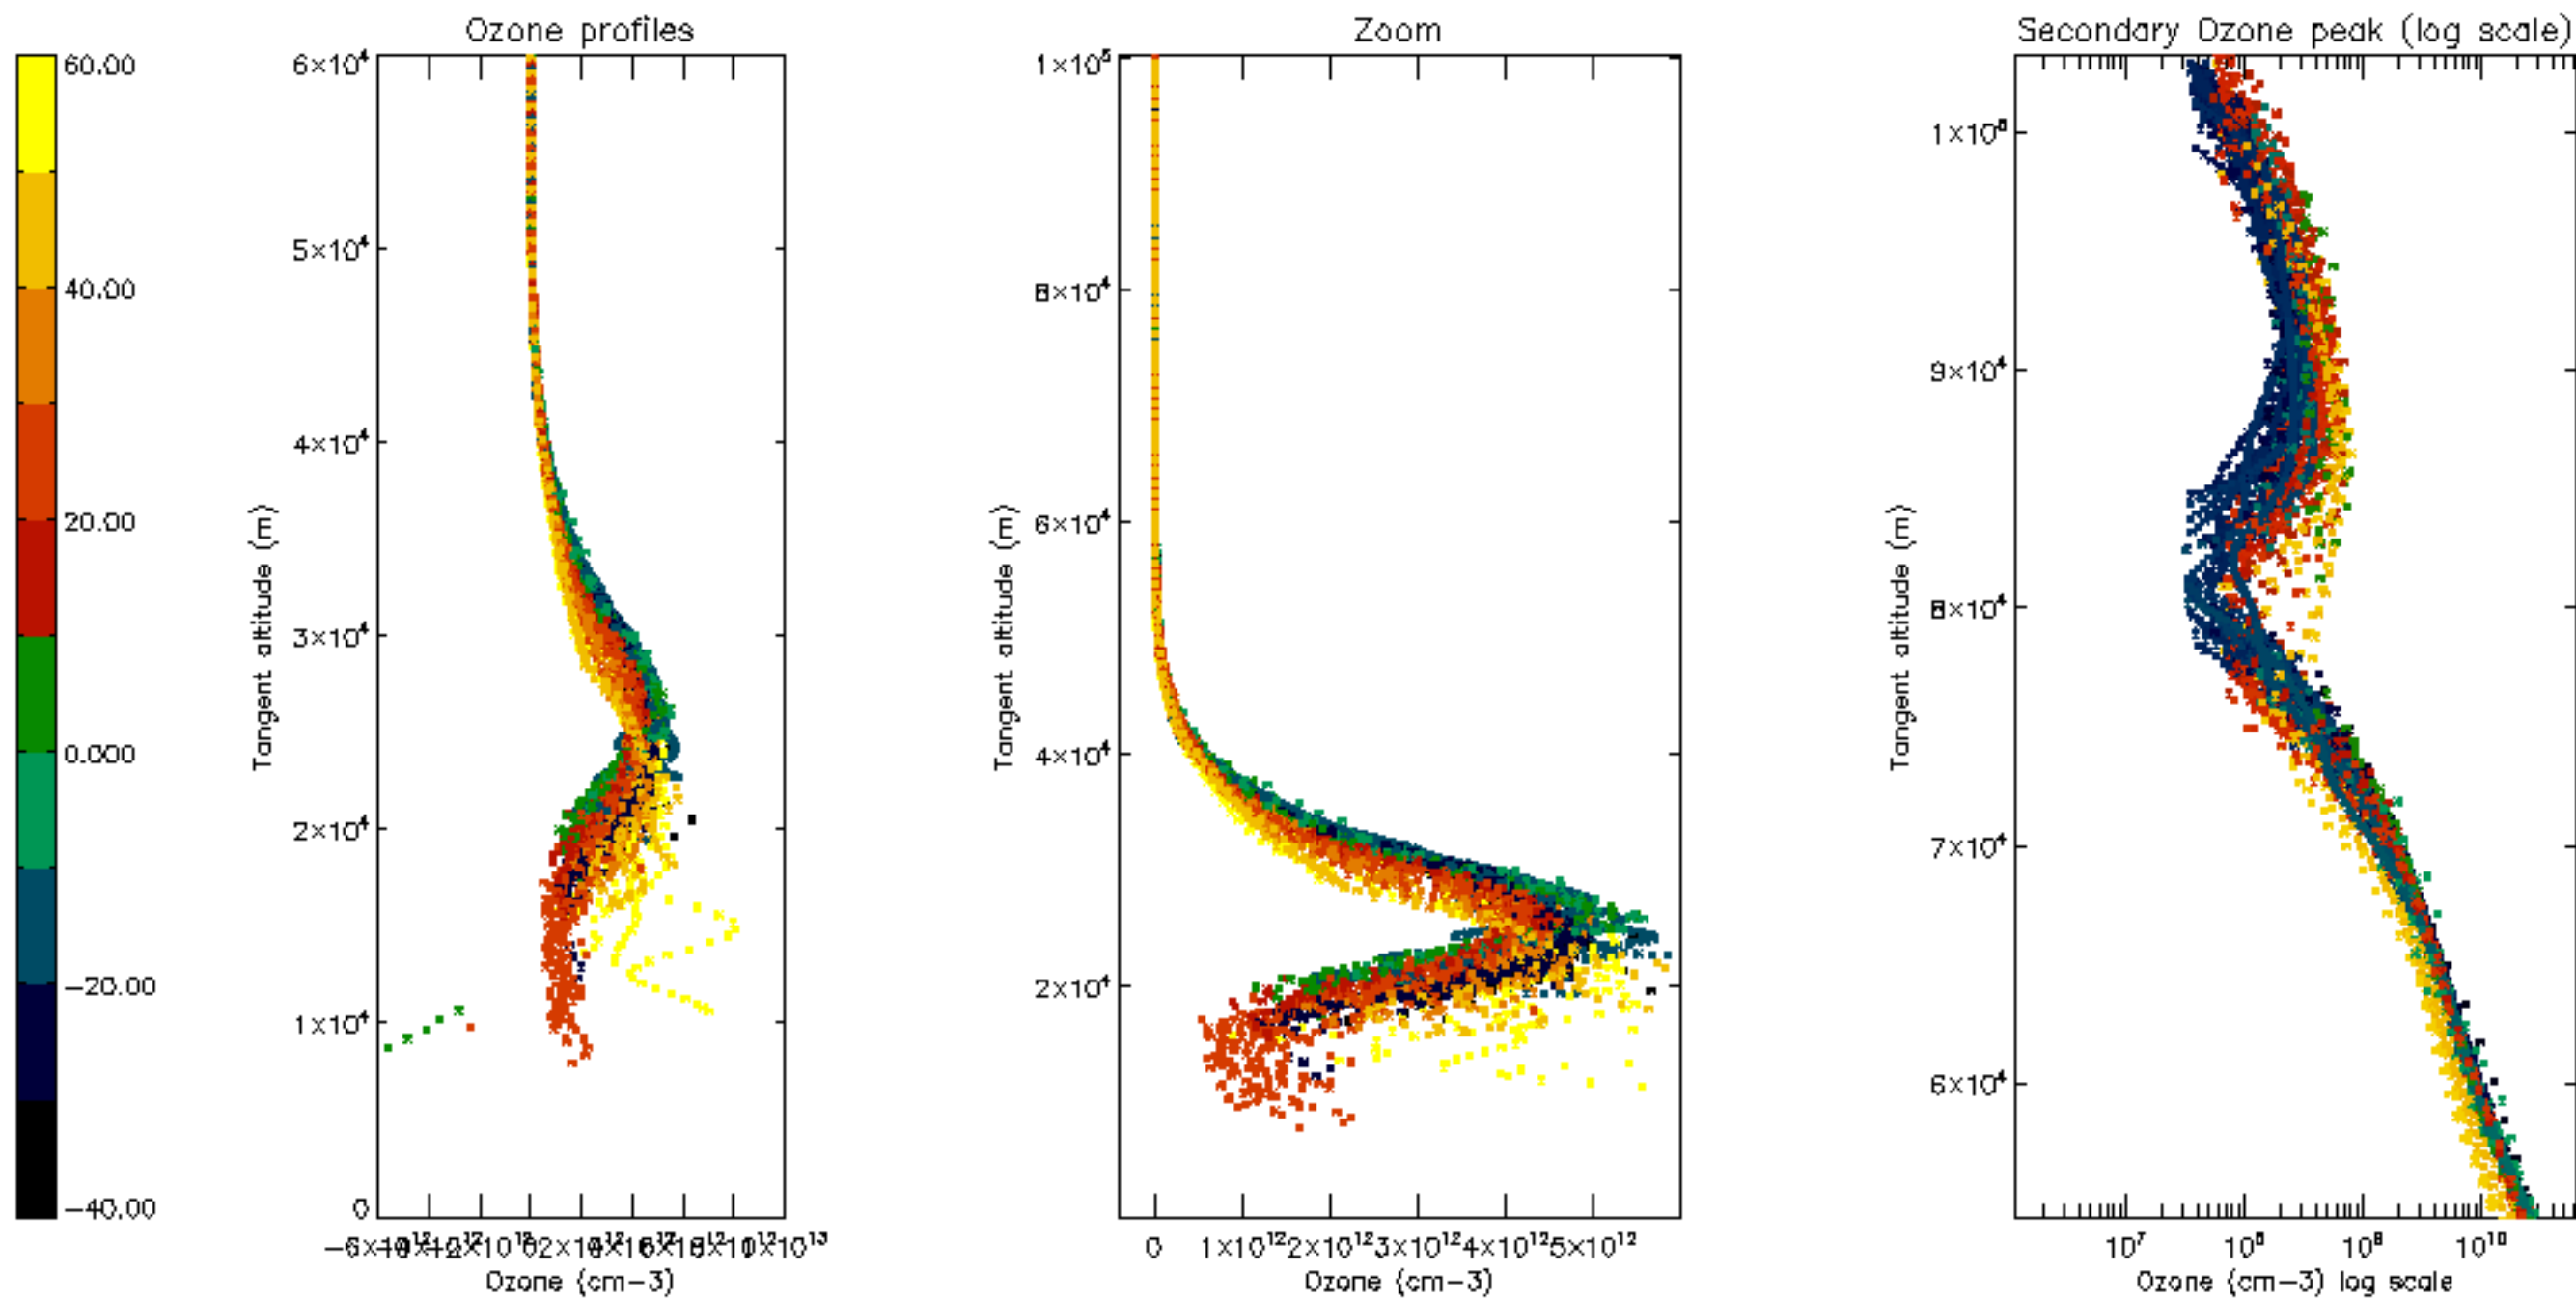 Ozone profiles
Zoom
Secondary Ozone peak (log scale)
60.00
40.00
20.00
0.000
−20.00
−40.00
6×10⁴
5×10⁴
4×10⁴
3×10⁴
2×10⁴
1×10⁴
0
Tangent altitude (m)
Ozone (cm−3)
1×10⁵
8×10⁴
6×10⁴
4×10⁴
2×10⁴
Tangent altitude (m)
0 1×10¹² 2×10¹² 3×10¹² 4×10¹² 5×10¹²
Ozone (cm−3)
9×10⁴
8×10⁴
7×10⁴
6×10⁴
Tangent altitude (m)
10⁷ 10⁸ 10⁹ 10¹⁰
Ozone (cm−3) log scale